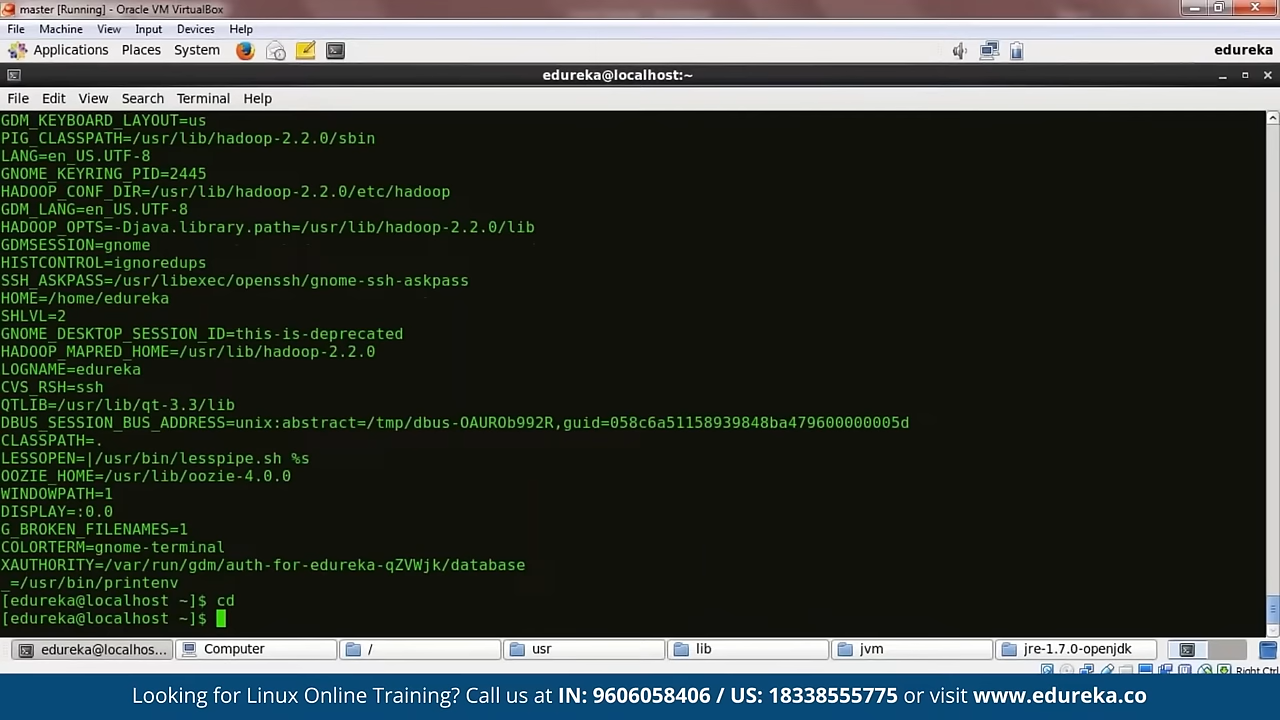 master [Running] - Oracle VM VirtualBox
File Machine View Input Devices Help
Applications Places System edureka
edureka@localhost:~
File Edit View Search Terminal Help
GDM_KEYBOARD_LAYOUT=us
PIG_CLASSPATH=/usr/lib/hadoop-2.2.0/sbin
LANG=en_US.UTF-8
GNOME_KEYRING_PID=2445
HADOOP_CONF_DIR=/usr/lib/hadoop-2.2.0/etc/hadoop
GDM_LANG=en_US.UTF-8
HADOOP_OPTS=-Djava.library.path=/usr/lib/hadoop-2.2.0/lib
GDMSESSION=gnome
HISTCONTROL=ignoredups
SSH_ASKPASS=/usr/libexec/openssh/gnome-ssh-askpass
HOME=/home/edureka
SHLVL=2
GNOME_DESKTOP_SESSION_ID=this-is-deprecated
HADOOP_MAPRED_HOME=/usr/lib/hadoop-2.2.0
LOGNAME=edureka
CVS_RSH=ssh
QTLIB=/usr/lib/qt-3.3/lib
DBUS_SESSION_BUS_ADDRESS=unix:abstract=/tmp/dbus-OAUROb992R,guid=058c6a51158939848ba479600000005d
CLASSPATH=.
LESSOPEN=|/usr/bin/lesspipe.sh %s
OOZIE_HOME=/usr/lib/oozie-4.0.0
WINDOWPATH=1
DISPLAY=:0.0
G_BROKEN_FILENAMES=1
COLORTERM=gnome-terminal
XAUTHORITY=/var/run/gdm/auth-for-edureka-qZVWjk/database
_=/usr/bin/printenv
[edureka@localhost ~]$ cd
[edureka@localhost ~]$
edureka@localhos... Computer / usr lib jvm jre-1.7.0-openjdk
Right Ctrl
Looking for Linux Online Training? Call us at IN: 9606058406 / US: 18338555775 or visit www.edureka.co